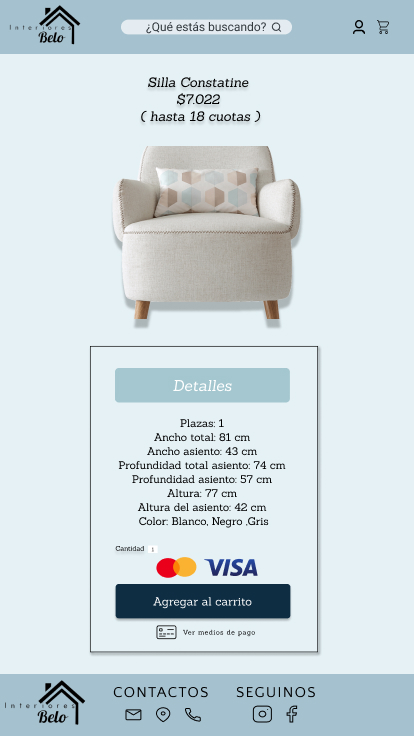 Interiores
Belo
¿Qué estás buscando?
Silla Constatine
$7.022
( hasta 18 cuotas )
Detalles
Plazas: 1
Ancho total: 81 cm
Ancho asiento: 43 cm
Profundidad total asiento: 74 cm
Profundidad asiento: 57 cm
Altura: 77 cm
Altura del asiento: 42 cm
Color: Blanco, Negro ,Gris
Cantidad 1
VISA
Agregar al carrito
Ver medios de pago
Interiores
Belo
CONTACTOS
SEGUINOS